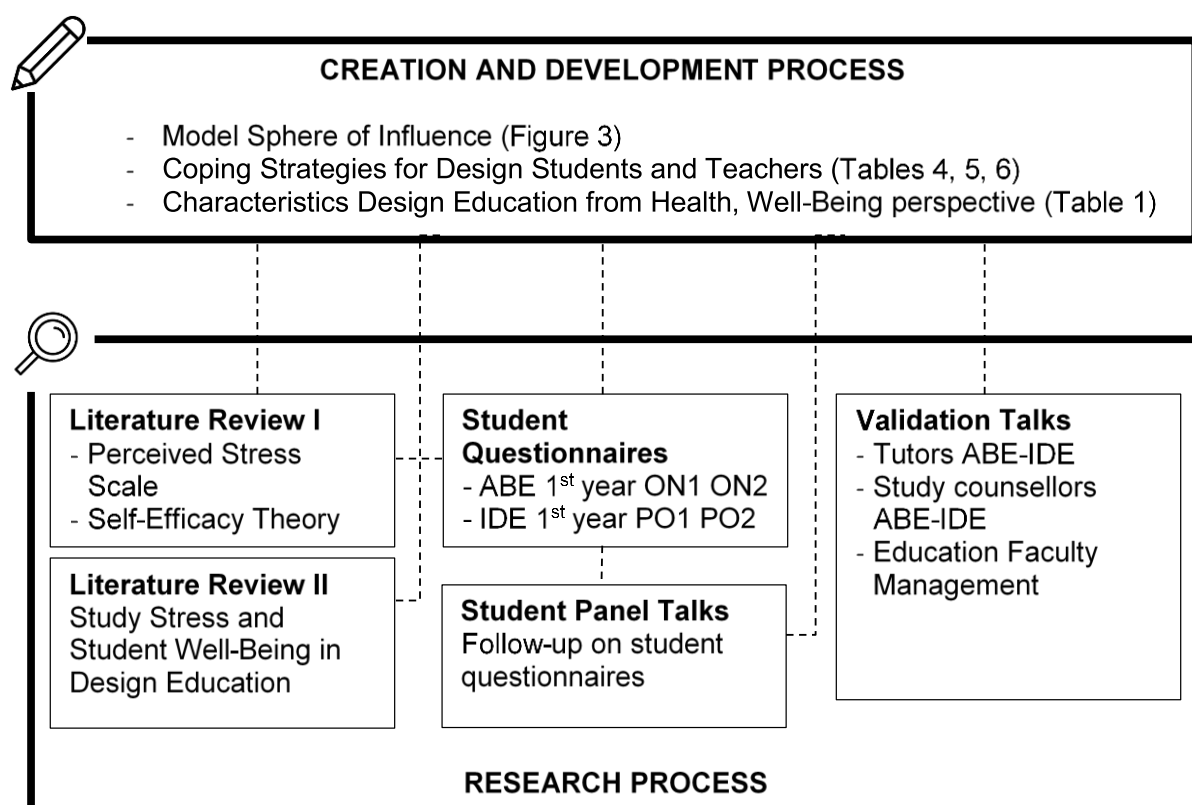 CREATION AND DEVELOPMENT PROCESS
- Model Sphere of Influence (Figure 3)
- Coping Strategies for Design Students and Teachers (Tables 4, 5, 6)
- Characteristics Design Education from Health, Well-Being perspective (Table 1)
Literature Review I
- Perceived Stress
Scale
- Self-Efficacy Theory
Literature Review II
Study Stress and
Student Well-Being in
Design Education
Student
Questionnaires
- ABE 1st year ON1 ON2
- IDE 1st year PO1 PO2
Student Panel Talks
Follow-up on student
questionnaires
Validation Talks
- Tutors ABE-IDE
- Study counsellors
ABE-IDE
- Education Faculty
Management
RESEARCH PROCESS